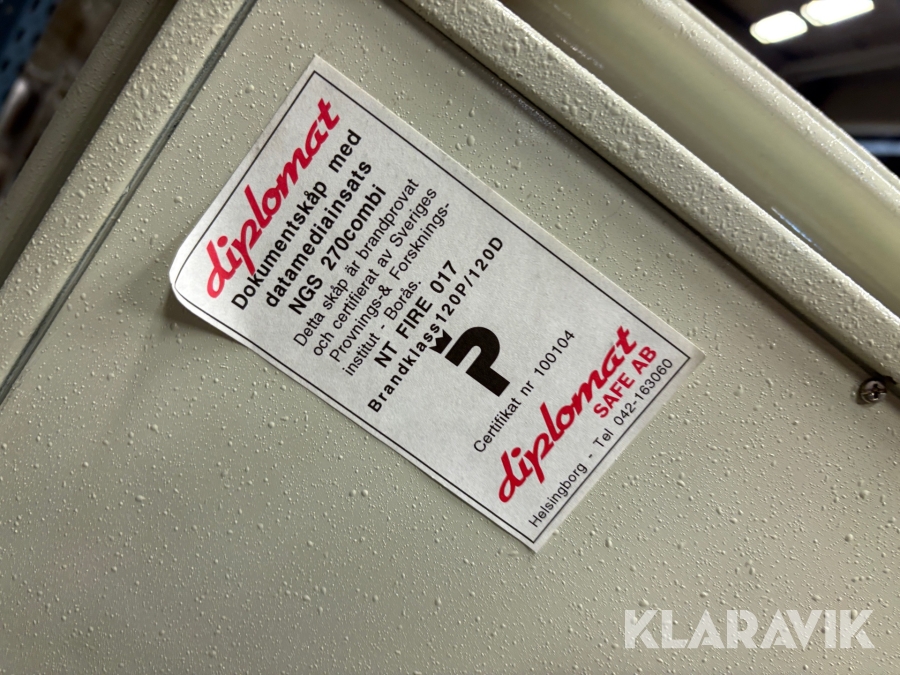 diplomat
Dokumentskåp med
datamediainsats
NGS 270combi
Detta skåp är brandprovat
och certifierat av Sveriges
Provnings-& Forsknings-
institut - Borås.
NT FIRE 017
Brandklass120P/120D
P
Certifikat nr 100104
diplomat
SAFE AB
Helsingborg - Tel 042-163060
KLARAVIK